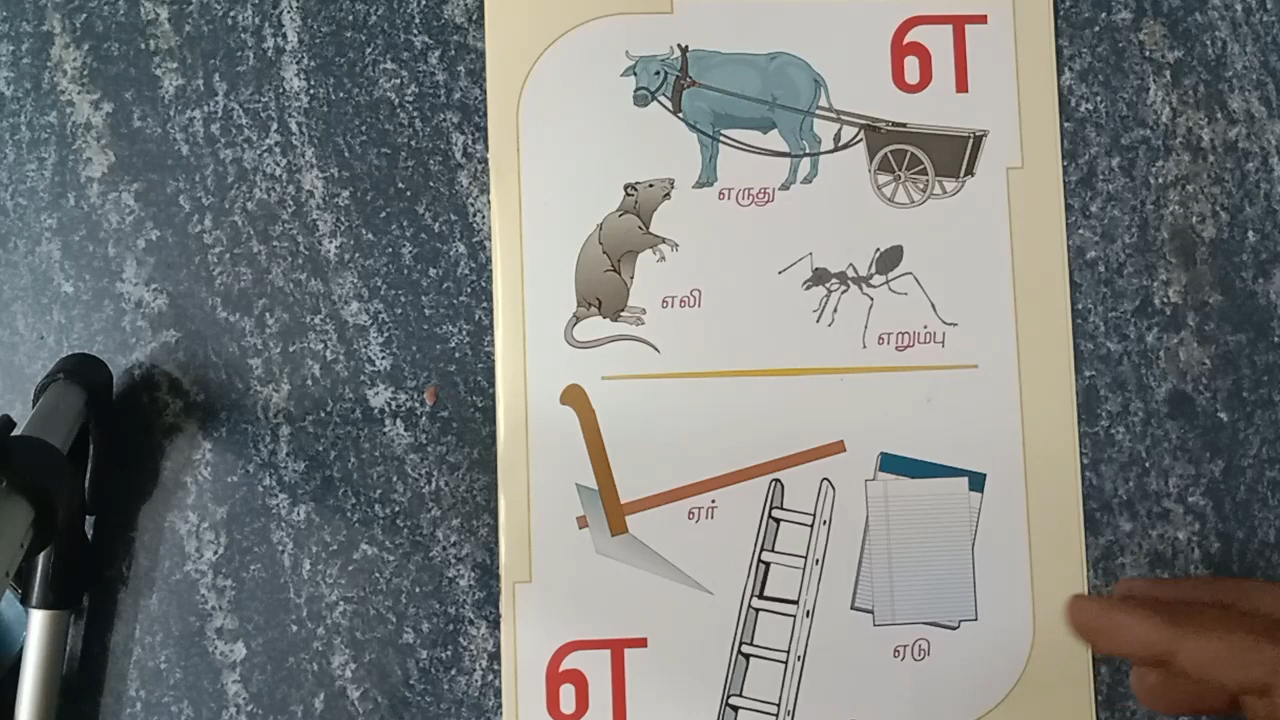 எ
எருது
எலி
எறும்பு
ஏர்
ஏடு